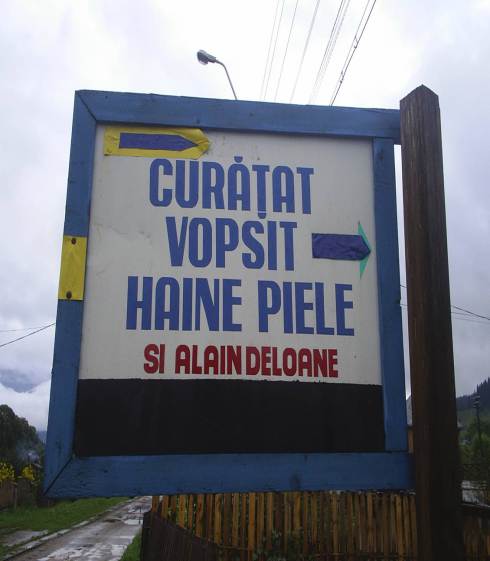 CURĂȚAT
VOPSIT
HAINE PIELE
SI ALAIN DELOANE